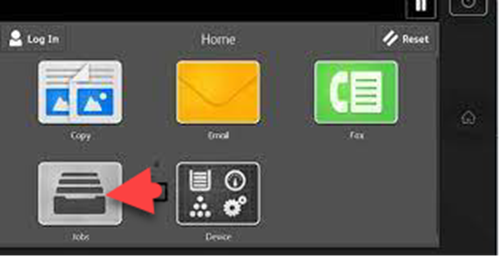 Log In
Home
Reset
Copy
Email
Fax
Jobs
Device